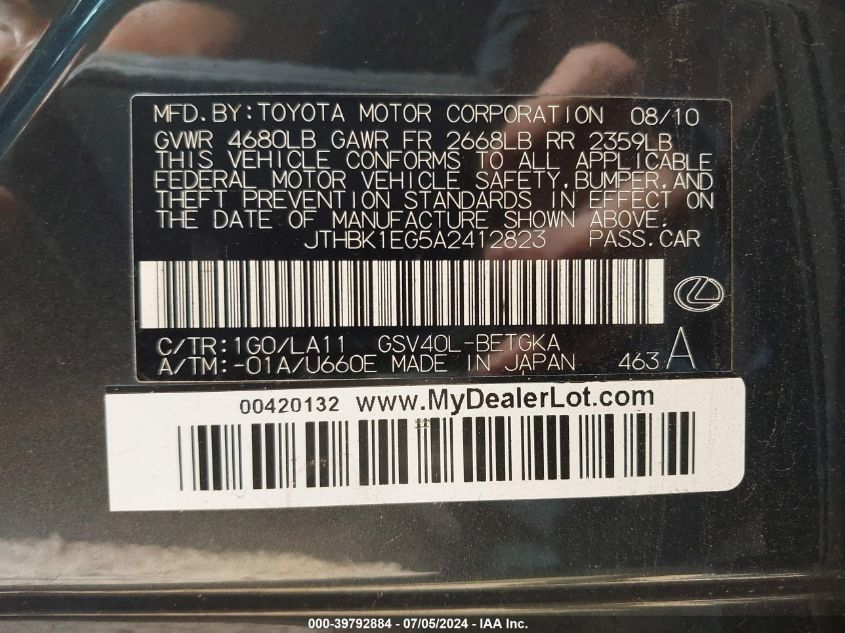 MFD.BY:TOYOTA MOTOR CORPORATION 08/10
GVWR 4680LB GAWR FR 2668LB RR 2359LB
THIS VEHICLE CONFORMS TO ALL APPLICABLE
FEDERAL MOTOR VEHICLE SAFETY,BUMPER,AND
THEFT PREVENTION STANDARDS IN EFFECT ON
THE DATE OF MANUFACTURE SHOWN ABOVE.
JTHBK1EG5A2412823 PASS.CAR
C/TR:1G0/LA11 GSV40L-BETGKA
A/TM:-01A/U660E MADE IN JAPAN 463 A
00420132 www.MyDealerLot.com
000-39792884 - 07/05/2024 - IAA Inc.